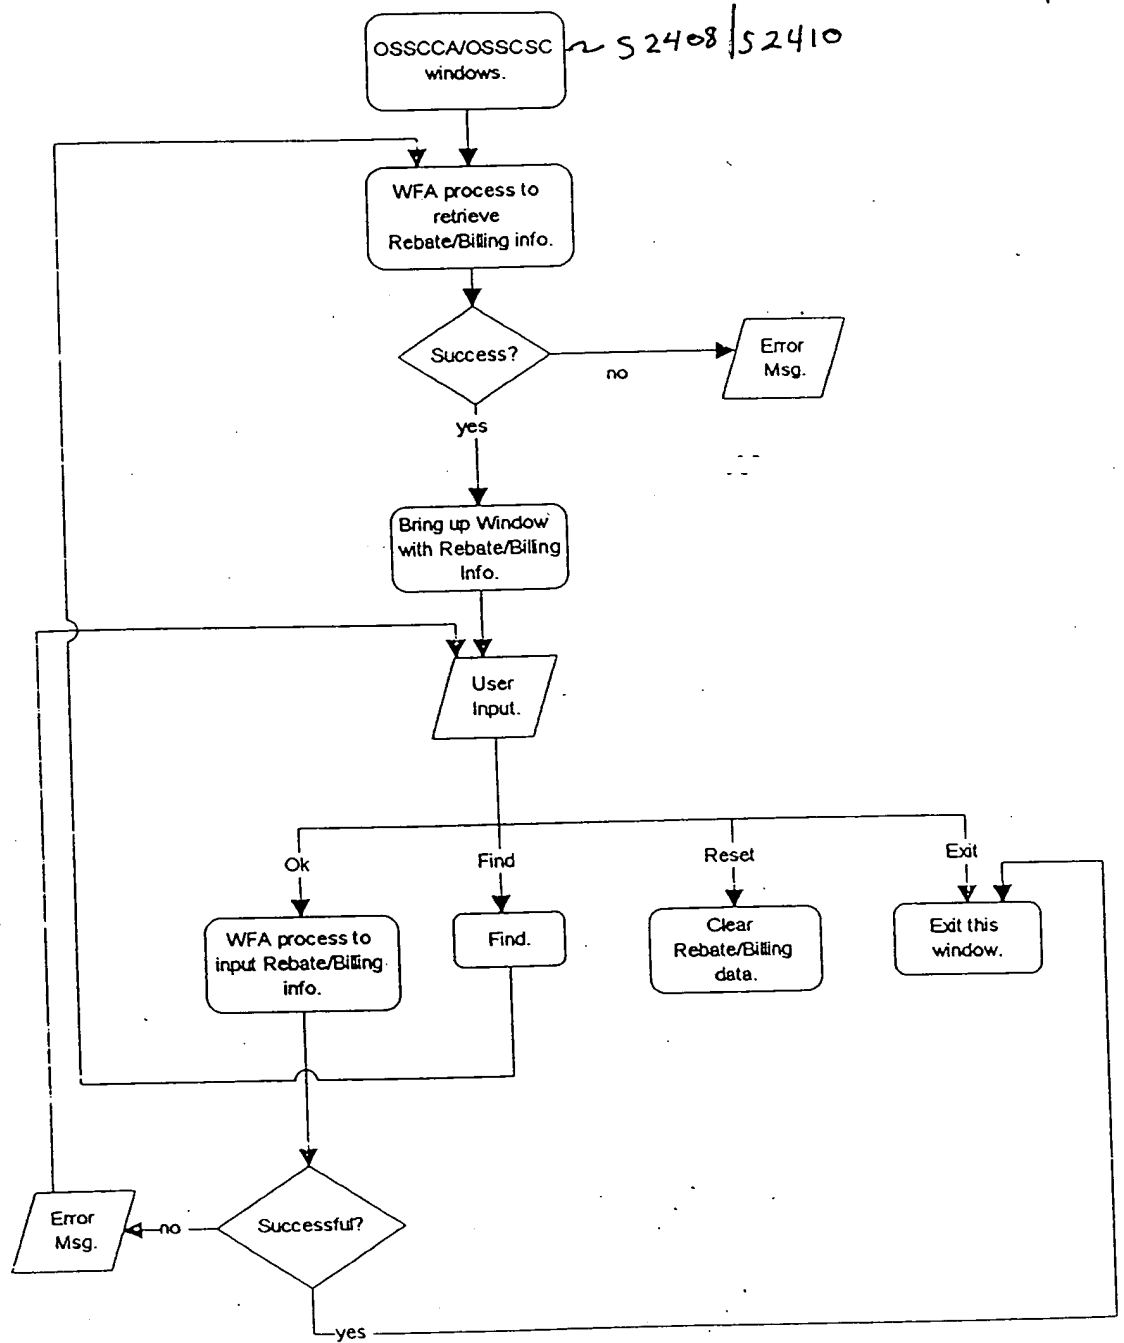 OSSCCA/OSSCSC
windows.
S2408/S2410
WFA process to
retrieve
Rebate/Billing info.
Success?
no
Error
Msg.
yes
Bring up Window
with Rebate/Billing
Info.
User
Input.
Ok
Find
Reset
Exit
WFA process to
input Rebate/Billing
info.
Find.
Clear
Rebate/Billing
data.
Exit this
window.
Error
Msg.
no
Successful?
yes